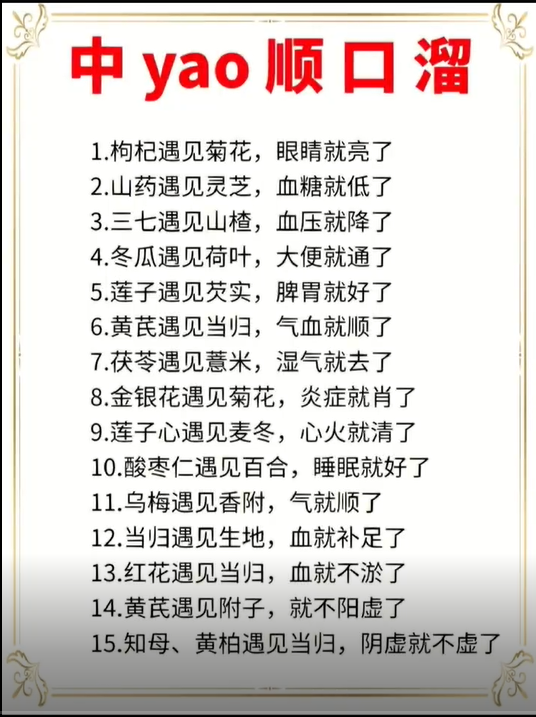 中yao顺口溜
1.枸杞遇见菊花，眼睛就亮了
2.山药遇见灵芝，血糖就低了
3.三七遇见山楂，血压就降了
4.冬瓜遇见荷叶，大便就通了
5.莲子遇见芡实，脾胃就好了
6.黄芪遇见当归，气血就顺了
7.茯苓遇见薏米，湿气就去了
8.金银花遇见菊花，炎症就肖了
9.莲子心遇见麦冬，心火就清了
10.酸枣仁遇见百合，睡眠就好了
11.乌梅遇见香附，气就顺了
12.当归遇见生地，血就补足了
13.红花遇见当归，血就不淤了
14.黄芪遇见附子，就不阳虚了
15.知母、黄柏遇见当归，阴虚就不虚了